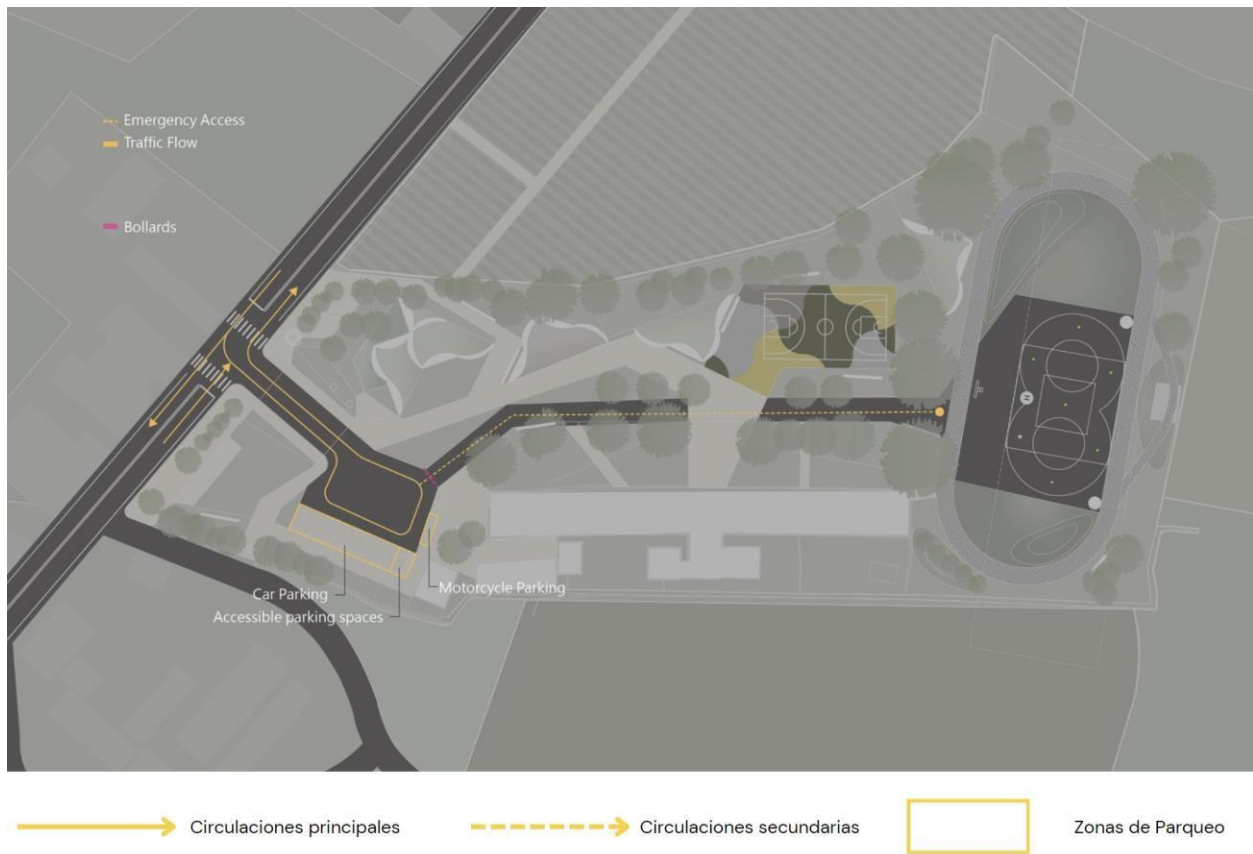 Emergency Access
Traffic Flow
Bollards
Car Parking
Motorcycle Parking
Accessible parking spaces
H
Circulaciones principales
Circulaciones secundarias
Zonas de Parqueo